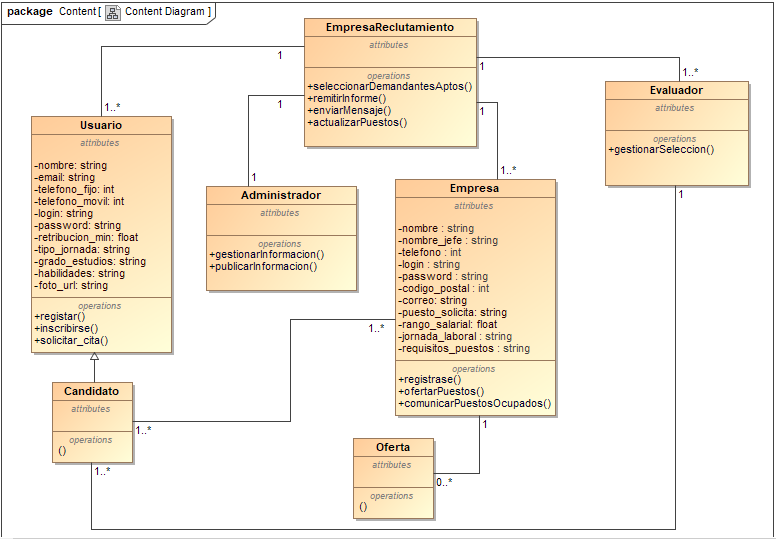 package Content [ Content Diagram ]
EmpresaReclutamiento
attributes
operations
+seleccionarDemandantesAptos()
+remitirInforme()
+enviarMensaje()
+actualizarPuestos()
1
1..*
1
1..*
1
1
1
1..*
Usuario
attributes
-nombre: string
-email: string
-telefono_fijo: int
-telefono_movil: int
-login: string
-password: string
-retribucion_min: float
-tipo_jornada: string
-grado_estudios: string
-habilidades: string
-foto_url: string
operations
+registar()
+inscribirse()
+solicitar_cita()
Administrador
attributes
operations
+gestionarInformacion()
+publicarInformacion()
Evaluador
attributes
operations
+gestionarSeleccion()
1
Empresa
attributes
-nombre : string
-nombre_jefe : string
-telefono : int
-login : string
-password : string
-codigo_postal : int
-correo: string
-puesto_solicita: string
-rango_salarial: float
-jornada_laboral : string
-requisitos_puestos : string
operations
+registrase()
+ofertarPuestos()
+comunicarPuestosOcupados()
1..*
1
Candidato
attributes
operations
()
1..*
1..*
Oferta
attributes
operations
()
0..*